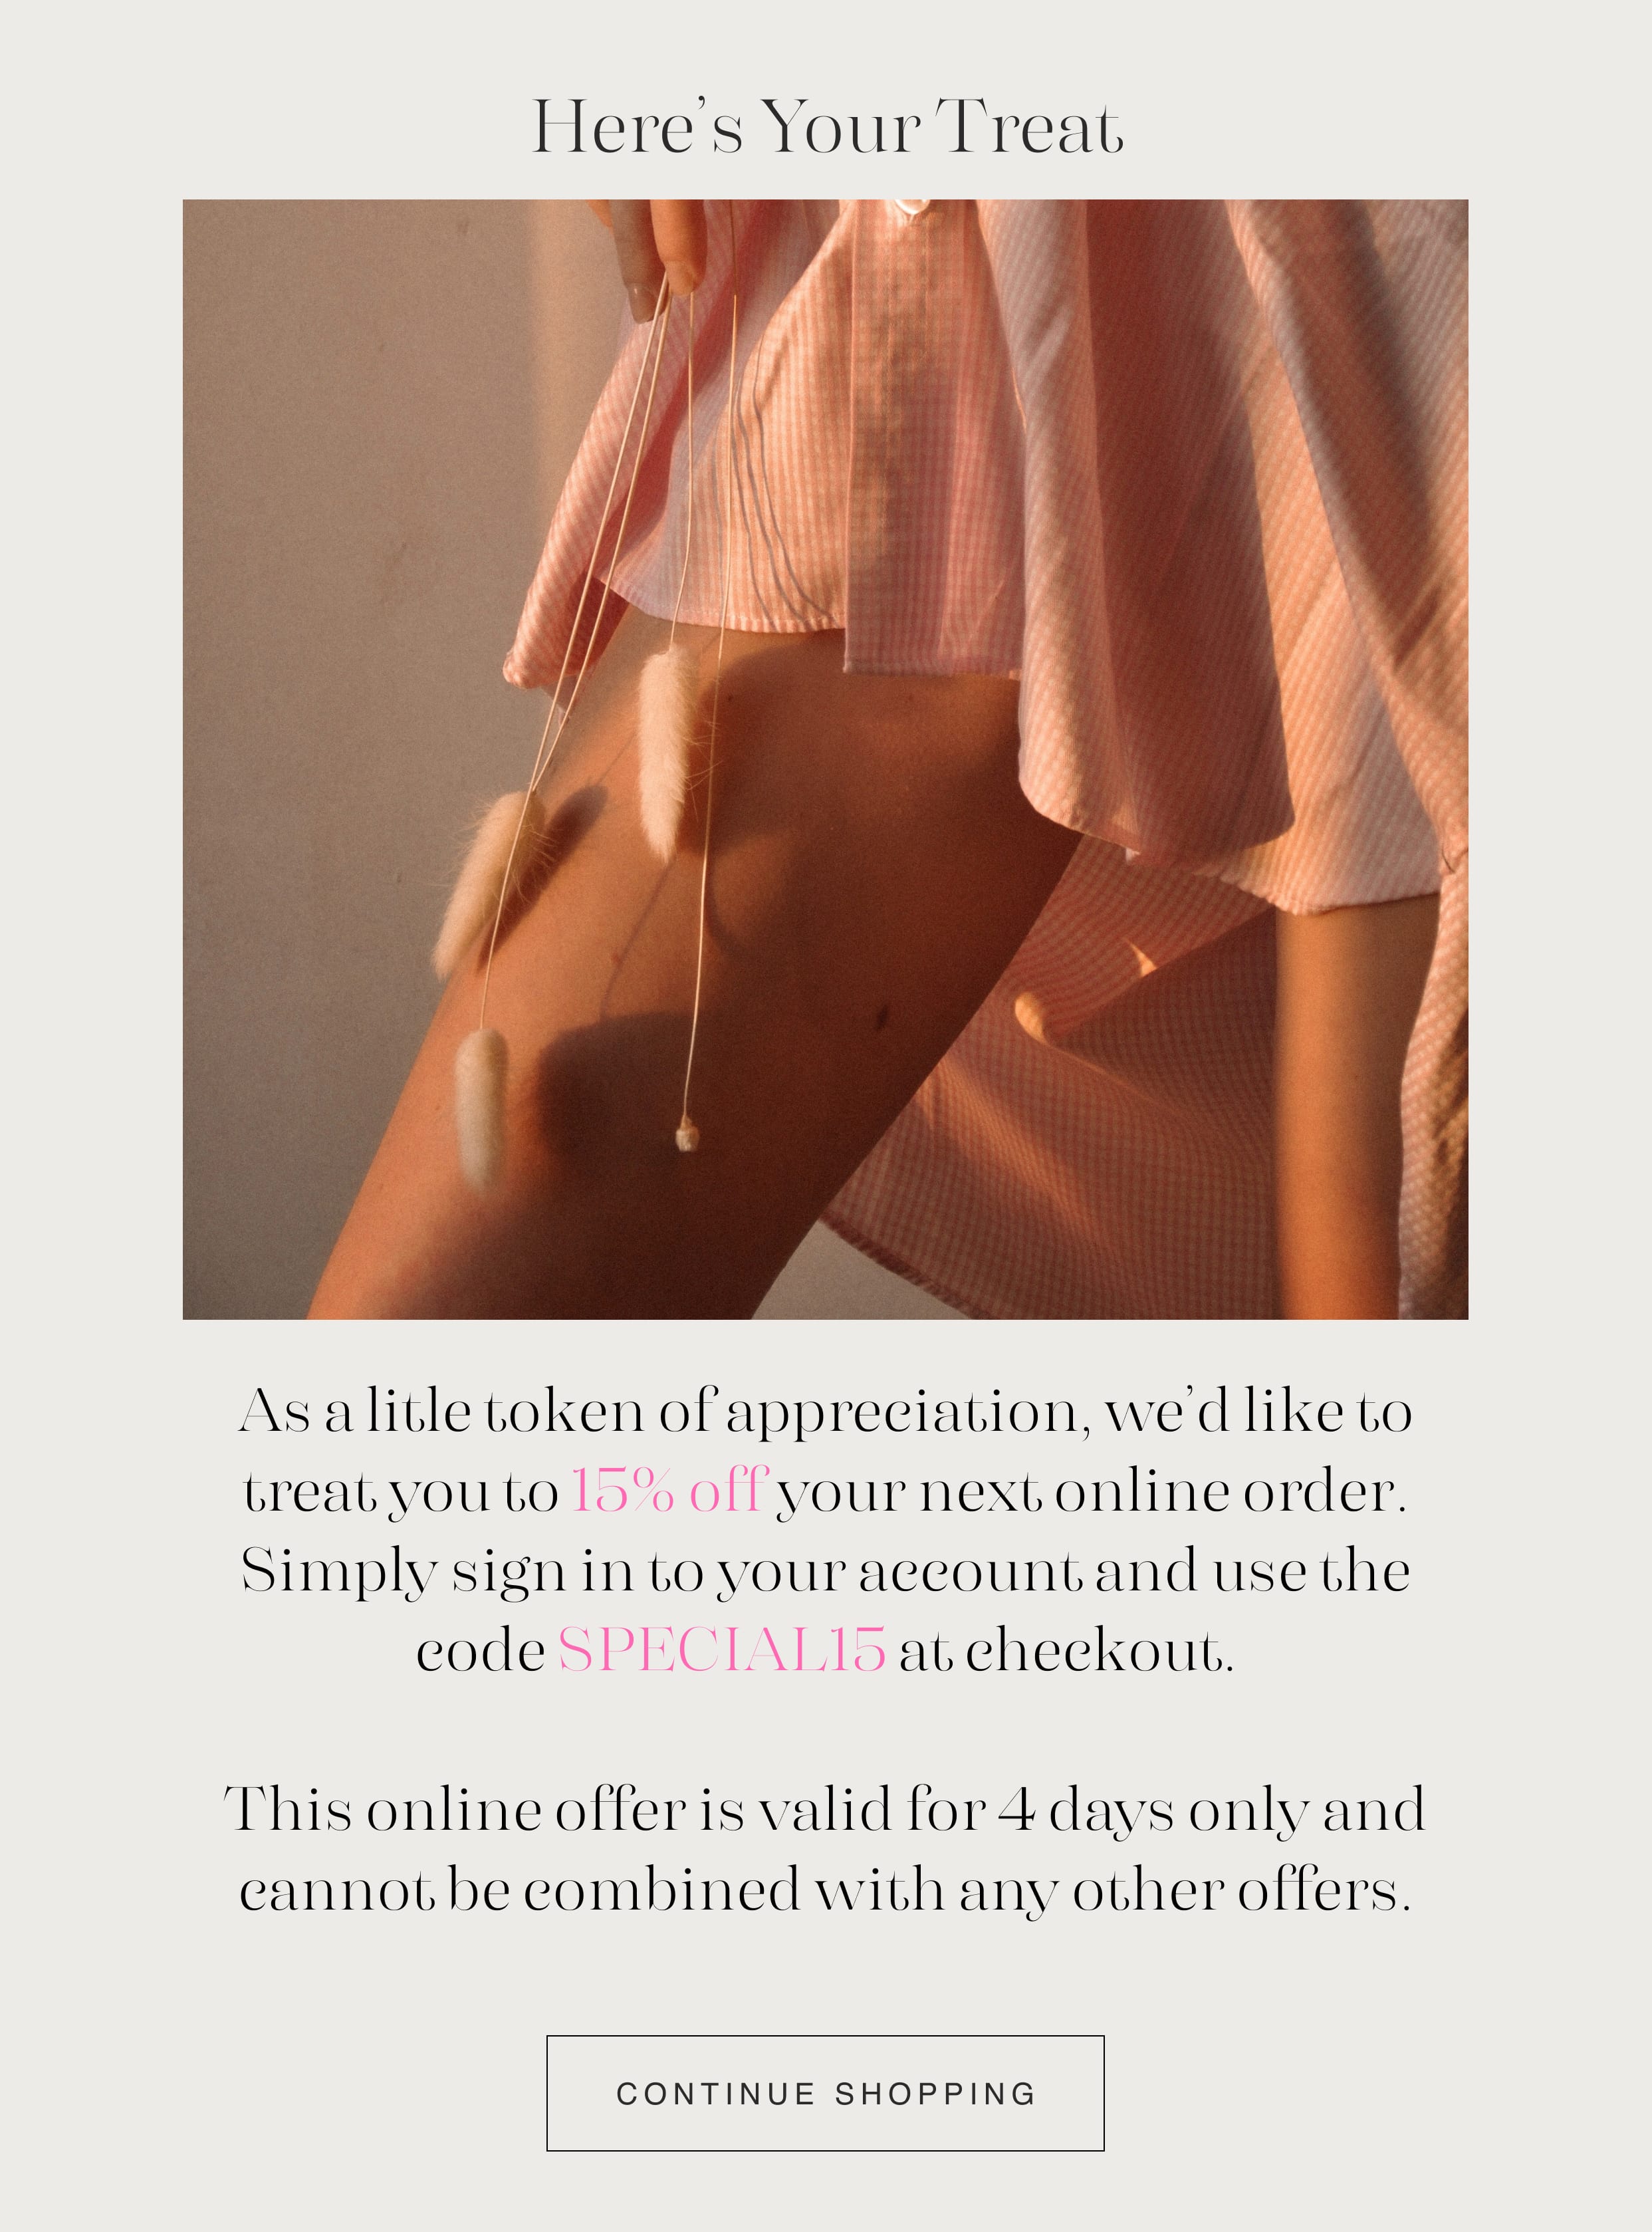 Here’s Your Treat
As a little token of appreciation, we’d like to
treat you to 15% off your next online order.
Simply sign in to your account and use the
code SPECIAL15 at checkout.
This online offer is valid for 4 days only and
cannot be combined with any other offers.
CONTINUE SHOPPING